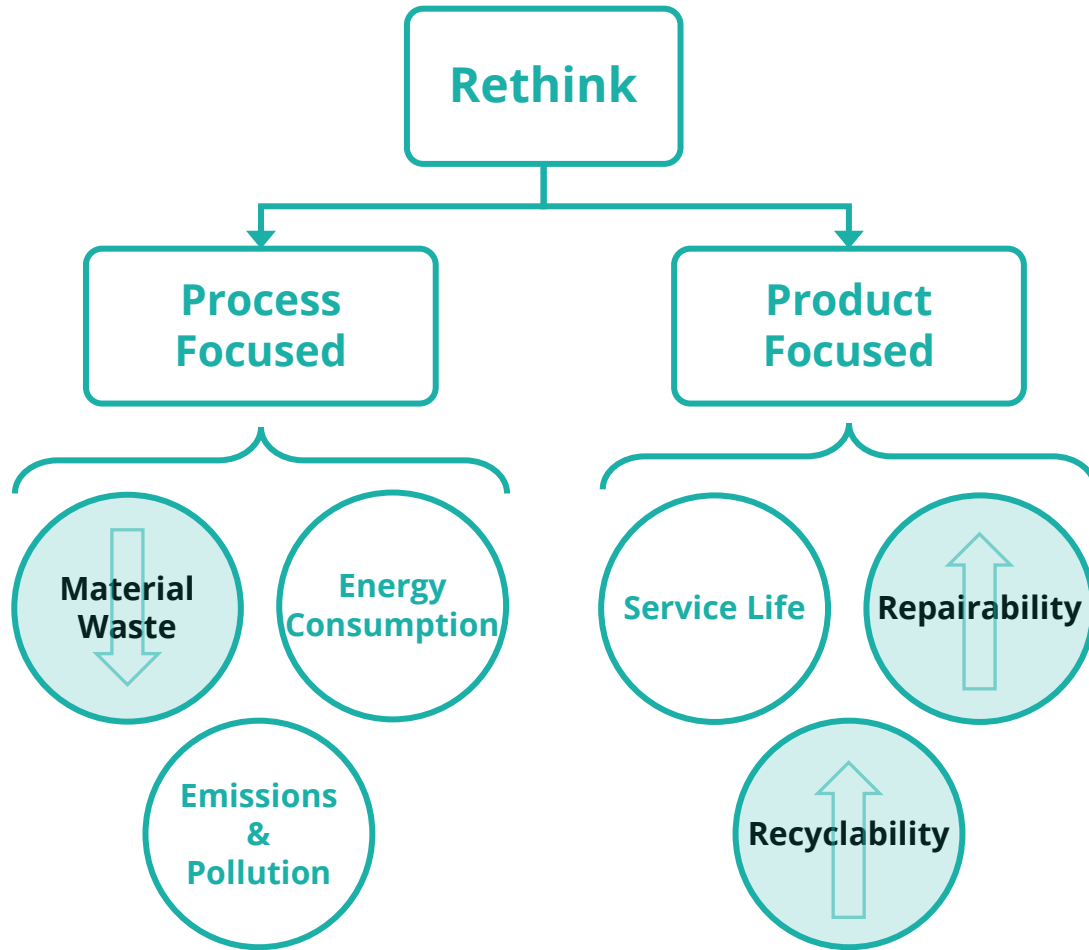 Rethink
Process
Focused
Product
Focused
Material
Waste
Energy
Consumption
Emissions
&
Pollution
Service Life
Repairability
Recyclability